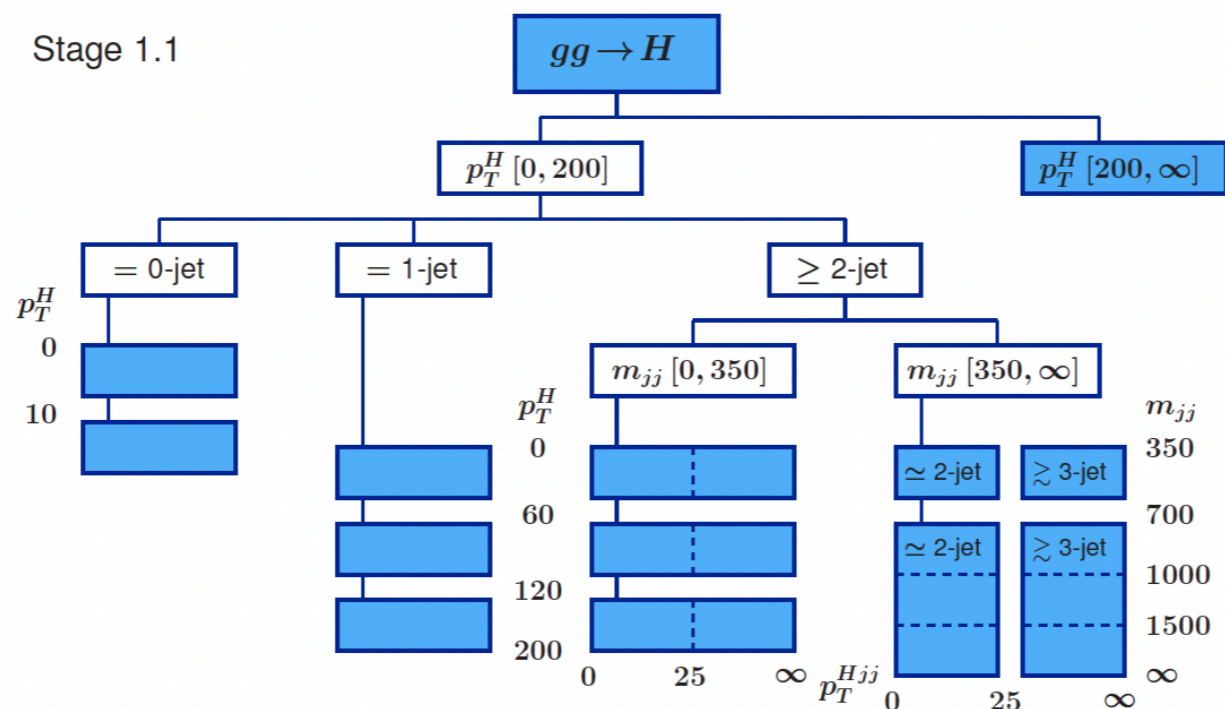 Stage 1.1
gg → H
p_T^H [0, 200]
p_T^H [200, ∞]
= 0-jet
= 1-jet
≥ 2-jet
p_T^H
0
10
m_jj [0, 350]
m_jj [350, ∞]
p_T^H
m_jj
0
60
120
200
≃ 2-jet
≳ 3-jet
350
700
≃ 2-jet
≳ 3-jet
1000
1500
∞
0 25 ∞
p_T^Hjj
0 25 ∞